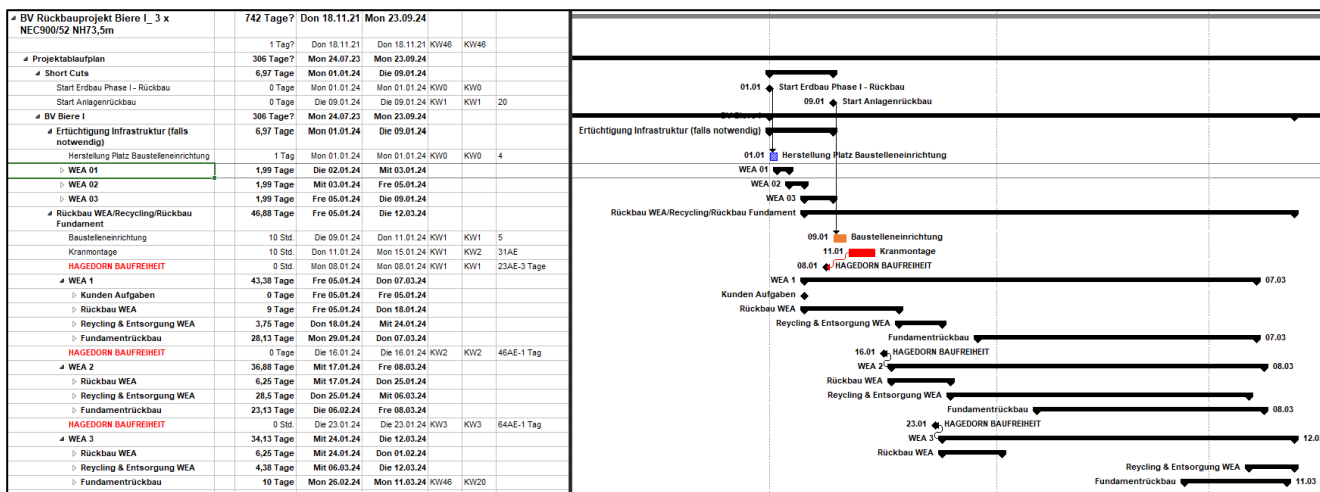 BV Rückbauprojekt Biere I_ 3 x NEC900/52 NH73,5m 742 Tage? Don 18.11.21 Mon 23.09.24
1 Tag? Don 18.11.21 Don 18.11.21 KW46 KW46
Projektablaufplan 306 Tage? Mon 24.07.23 Mon 23.09.24
Short Cuts 6,97 Tage Mon 01.01.24 Die 09.01.24
Start Erdbau Phase I - Rückbau 0 Tage Mon 01.01.24 Mon 01.01.24 KW0 KW0 01.01 Start Erdbau Phase I - Rückbau
Start Anlagenrückbau 0 Tage Die 09.01.24 Die 09.01.24 KW1 KW1 20 09.01 Start Anlagenrückbau
BV Biere I 306 Tage? Mon 24.07.23 Mon 23.09.24 BV Biere I
Ertüchtigung Infrastruktur (falls notwendig) 6,97 Tage Mon 01.01.24 Die 09.01.24 Ertüchtigung Infrastruktur (falls notwendig)
Herstellung Platz Baustelleneinrichtung 1 Tag Mon 01.01.24 Mon 01.01.24 KW0 KW0 4 01.01 Herstellung Platz Baustelleneinrichtung
WEA 01 1,99 Tage Die 02.01.24 Mit 03.01.24 WEA 01
WEA 02 1,99 Tage Mit 03.01.24 Fre 05.01.24 WEA 02
WEA 03 1,99 Tage Fre 05.01.24 Die 09.01.24 WEA 03
Rückbau WEA/Recycling/Rückbau Fundament 46,88 Tage Fre 05.01.24 Die 12.03.24 Rückbau WEA/Recycling/Rückbau Fundament
Baustelleneinrichtung 10 Std. Die 09.01.24 Don 11.01.24 KW1 KW1 5 09.01 Baustelleneinrichtung
Kranmontage 10 Std. Don 11.01.24 Mon 15.01.24 KW1 KW2 31AE 11.01 Kranmontage
HAGEDORN BAUFREIHEIT 0 Std. Mon 08.01.24 Mon 08.01.24 KW1 KW1 23AE-3 Tage 08.01 HAGEDORN BAUFREIHEIT
WEA 1 43,38 Tage Fre 05.01.24 Don 07.03.24 WEA 1 07.03
Kunden Aufgaben 0 Tage Fre 05.01.24 Fre 05.01.24 Kunden Aufgaben
Rückbau WEA 9 Tage Fre 05.01.24 Don 18.01.24 Rückbau WEA
Reycling & Entsorgung WEA 3,75 Tage Don 18.01.24 Mit 24.01.24 Reycling & Entsorgung WEA
Fundamentrückbau 28,13 Tage Mon 29.01.24 Don 07.03.24 Fundamentrückbau 07.03
HAGEDORN BAUFREIHEIT 0 Tage Die 16.01.24 Die 16.01.24 KW2 KW2 46AE-1 Tag 16.01 HAGEDORN BAUFREIHEIT
WEA 2 36,88 Tage Mit 17.01.24 Fre 08.03.24 WEA 2 08.03
Rückbau WEA 6,25 Tage Mit 17.01.24 Don 25.01.24 Rückbau WEA
Reycling & Entsorgung WEA 28,5 Tage Don 25.01.24 Mit 06.03.24 Reycling & Entsorgung WEA
Fundamentrückbau 23,13 Tage Die 06.02.24 Fre 08.03.24 Fundamentrückbau 08.03
HAGEDORN BAUFREIHEIT 0 Std. Die 23.01.24 Die 23.01.24 KW3 KW3 64AE-1 Tag 23.01 HAGEDORN BAUFREIHEIT
WEA 3 34,13 Tage Mit 24.01.24 Die 12.03.24 WEA 3 12.03
Rückbau WEA 6,25 Tage Mit 24.01.24 Don 01.02.24 Rückbau WEA
Reycling & Entsorgung WEA 4,38 Tage Mit 06.03.24 Die 12.03.24 Reycling & Entsorgung WEA
Fundamentrückbau 10 Tage Mon 26.02.24 Mon 11.03.24 KW46 KW20 Fundamentrückbau 11.03